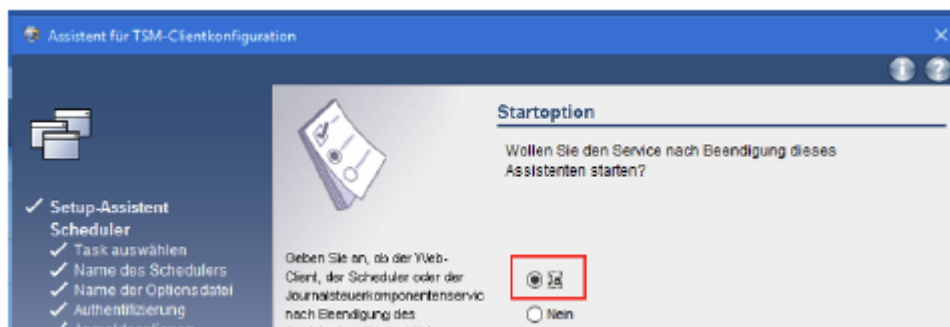 Assistent für TSM-Clientkonfiguration
Startoption
Wollen Sie den Service nach Beendigung dieses
Assistenten starten?
Setup-Assistent
Scheduler
Task auswählen
Name des Schedulers
Name der Optionsdatei
Authentifizierung
Geben Sie an, ob der Web-
Client, der Scheduler oder der
Journalsteuerkomponentenservic
nach Beendigung des
Ja
Nein